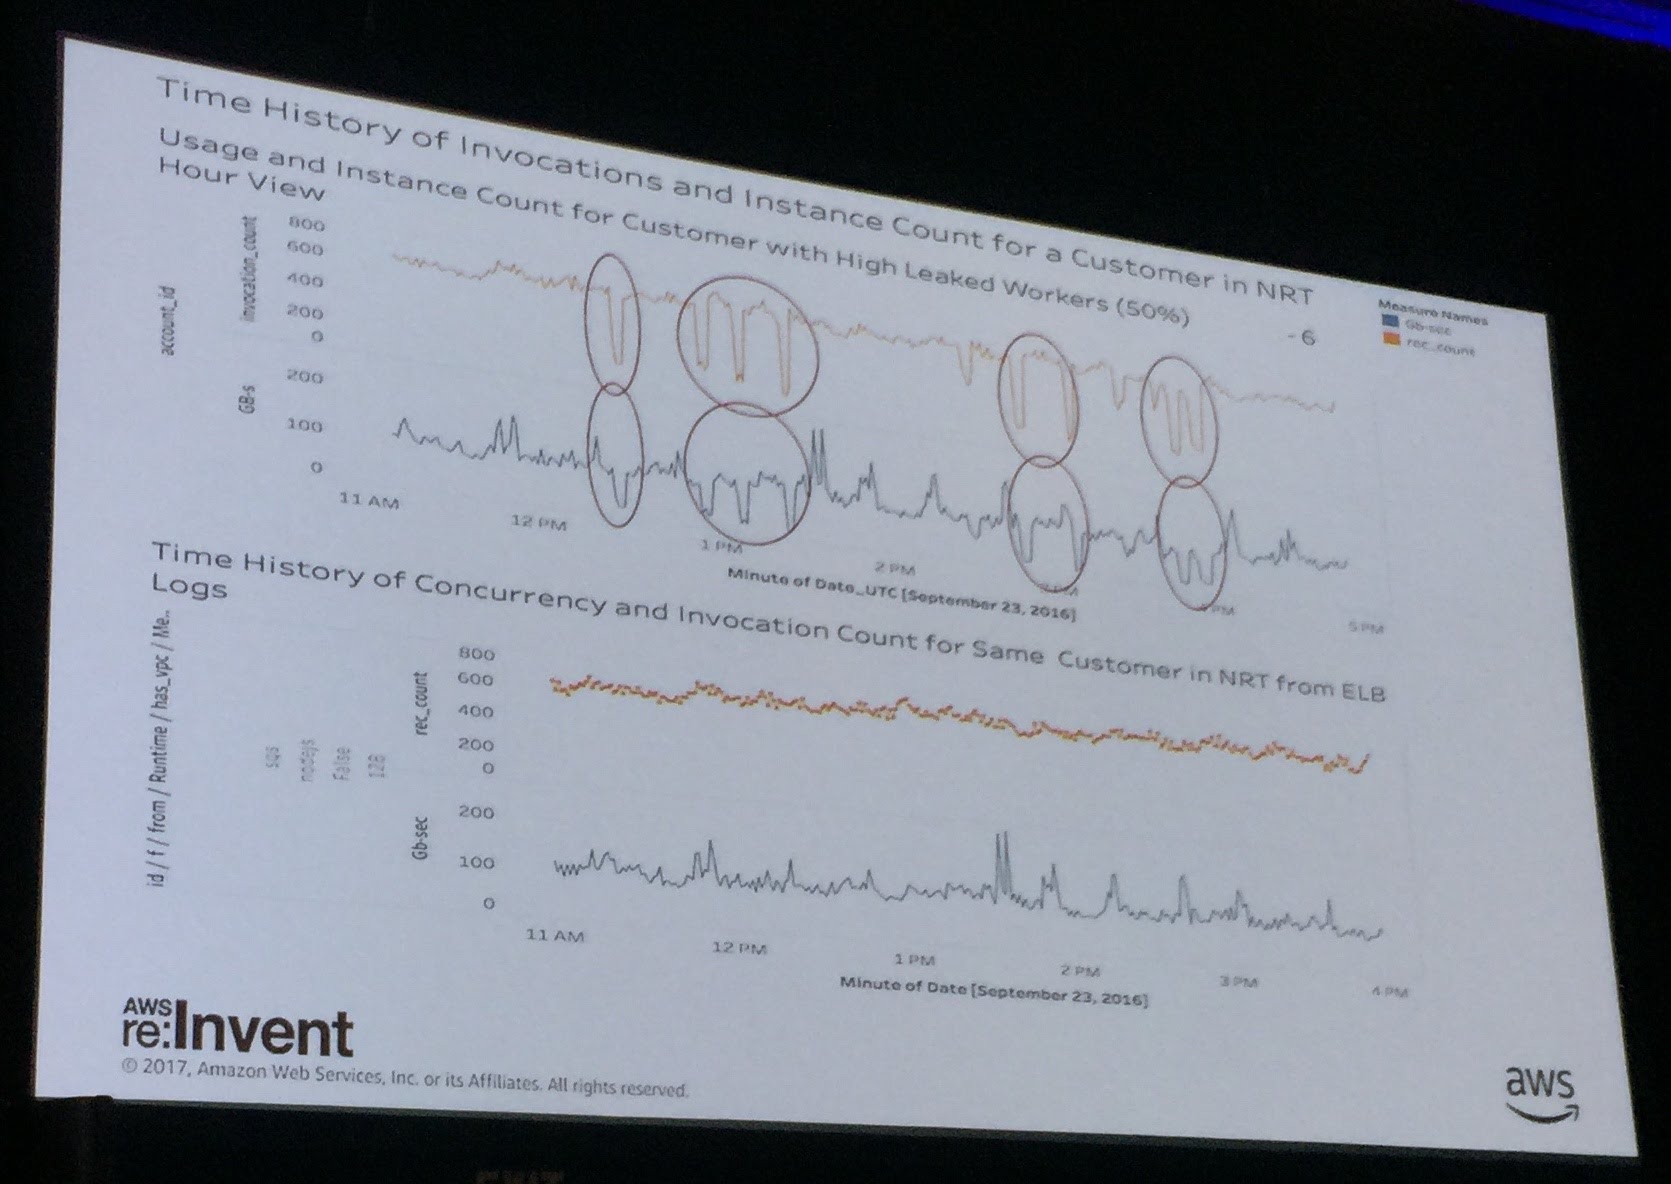 Time History of Invocations and Instance Count for a Customer in NRT
Usage and Instance Count for Customer with High Leaked Workers (50%) - 6
Hour View
Measure Names
Gb-sec
rec_count
account_id
invocation_count
800
600
400
200
0
GB-s
200
100
0
11 AM
12 PM
1 PM
2 PM
PM
PM
5 PM
Minute of Date_UTC [September 23, 2016]
Time History of Concurrency and Invocation Count for Same Customer in NRT from ELB
Logs
id / f / from / Runtime / has_vpc / Me..
sqs
nodejs
False
128
rec_count
800
600
400
200
0
Gb-sec
200
100
0
11 AM
12 PM
1 PM
2 PM
3 PM
4 PM
Minute of Date [September 23, 2016]
AWS
re:Invent
© 2017, Amazon Web Services, Inc. or its Affiliates. All rights reserved.
aws